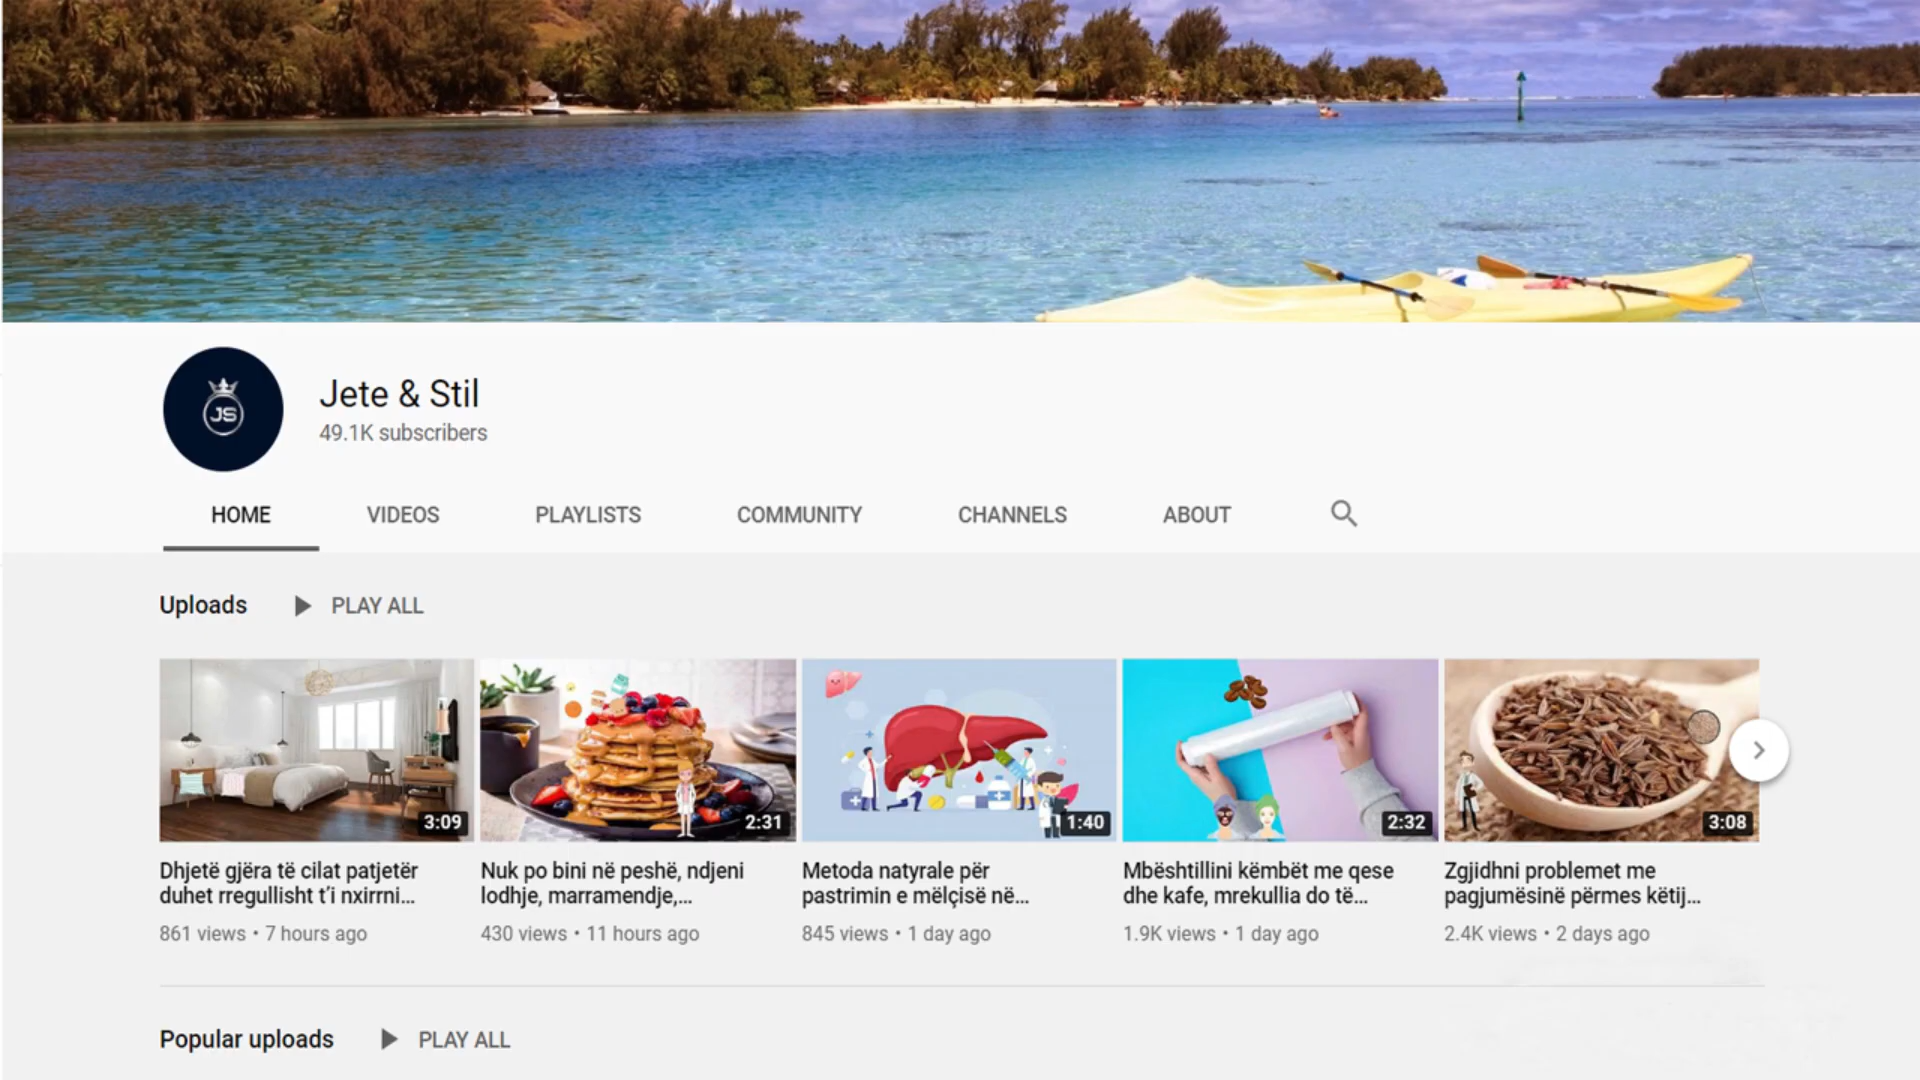 JS
Jete & Stil
49.1K subscribers
HOME VIDEOS PLAYLISTS COMMUNITY CHANNELS ABOUT
Uploads PLAY ALL
3:09 2:31 1:40 2:32 3:08
Dhjetë gjëra të cilat patjetër
duhet rregullisht t’i nxirrni...
861 views • 7 hours ago
Nuk po bini në peshë, ndjeni
lodhje, marramendje,...
430 views • 11 hours ago
Metoda natyrale për
pastrimin e mëlçisë në...
845 views • 1 day ago
Mbështillini këmbët me qese
dhe kafe, mrekullia do të...
1.9K views • 1 day ago
Zgjidhni problemet me
pagjumësinë përmes këtij...
2.4K views • 2 days ago
Popular uploads PLAY ALL